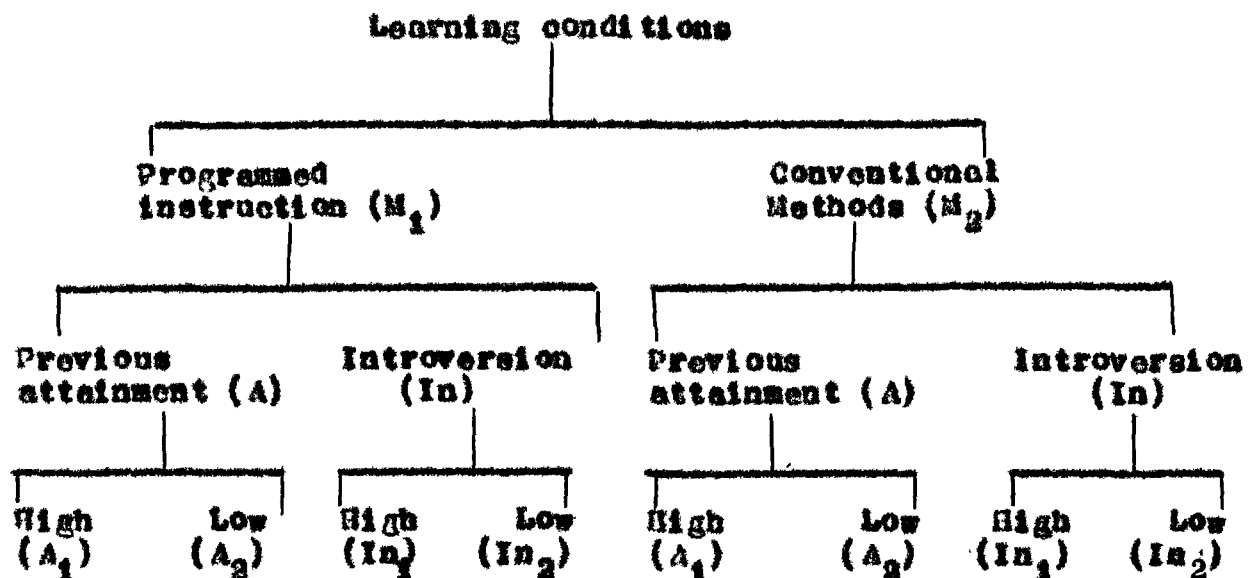 Learning conditions
Programmed Conventional
instruction (M₁) Methods (M₂)
Previous Introversion Previous Introversion
attainment (A) (In) attainment (A) (In)
High Low High Low High Low High Low
(A₁) (A₂) (In₁) (In₂) (A₁) (A₂) (In₁) (In₂)